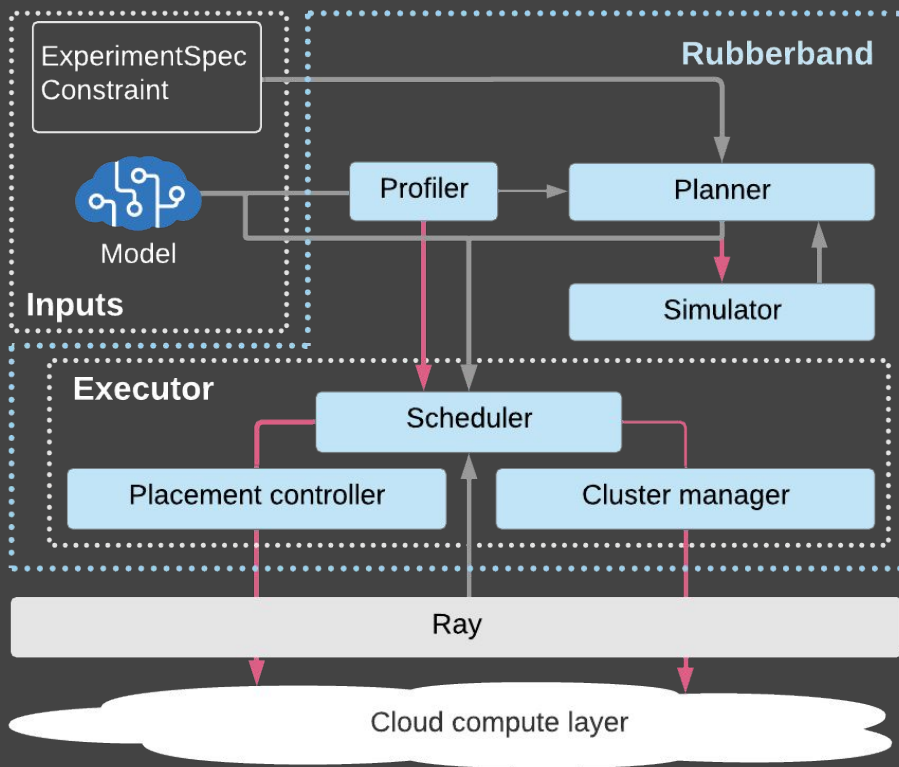 ExperimentSpec
Constraint
Rubberband
Profiler
Planner
Model
Inputs
Simulator
Executor
Scheduler
Placement controller
Cluster manager
Ray
Cloud compute layer